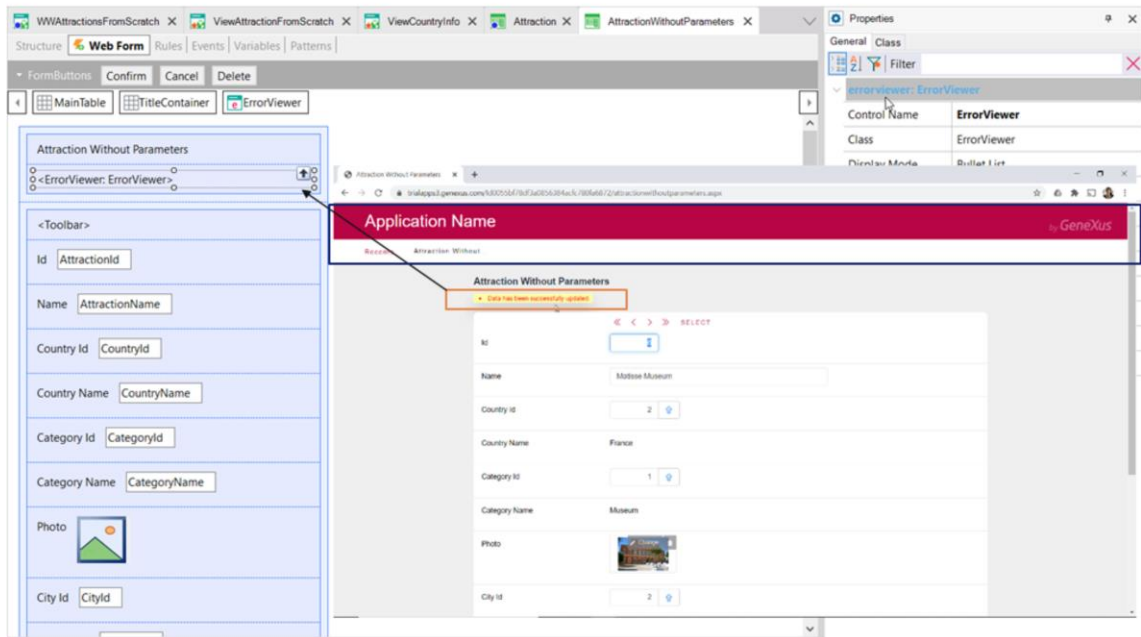 WWAttractionsFromScratch X ViewAttractionFromScratch X ViewCountryInfo X Attraction X AttractionWithoutParameters X
Structure Web Form Rules Events Variables Patterns
FormButtons Confirm Cancel Delete
MainTable TitleContainer ErrorViewer
Attraction Without Parameters
<ErrorViewer: ErrorViewer>
<Toolbar>
Id AttractionId
Name AttractionName
Country Id CountryId
Country Name CountryName
Category Id CategoryId
Category Name CategoryName
Photo
City Id CityId
Properties
General Class
Filter
errorviewer: ErrorViewer
Control Name ErrorViewer
Class ErrorViewer
Display Mode Bullet List
Attraction Without Parameters
Application Name
by GeneXus
Recents Attraction Without...
Attraction Without Parameters
Data has been successfully updated
SELECT
Id
Name Matisse Museum
Country Id 2
Country Name France
Category Id 1
Category Name Museum
Photo Change
City Id 2